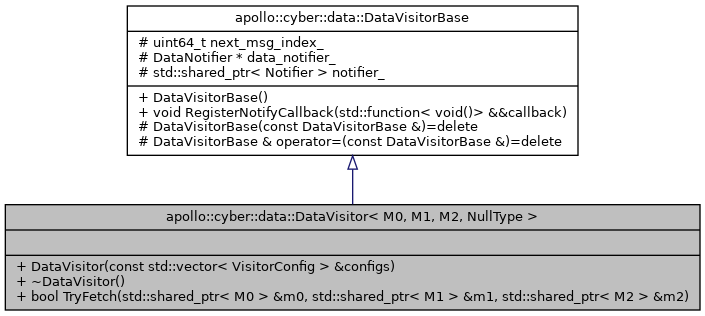 apollo::cyber::data::DataVisitorBase
# uint64_t next_msg_index_
# DataNotifier * data_notifier_
# std::shared_ptr< Notifier > notifier_
+ DataVisitorBase()
+ void RegisterNotifyCallback(std::function< void()> &&callback)
# DataVisitorBase(const DataVisitorBase &)=delete
# DataVisitorBase & operator=(const DataVisitorBase &)=delete
apollo::cyber::data::DataVisitor< M0, M1, M2, NullType >
+ DataVisitor(const std::vector< VisitorConfig > &configs)
+ ~DataVisitor()
+ bool TryFetch(std::shared_ptr< M0 > &m0, std::shared_ptr< M1 > &m1, std::shared_ptr< M2 > &m2)